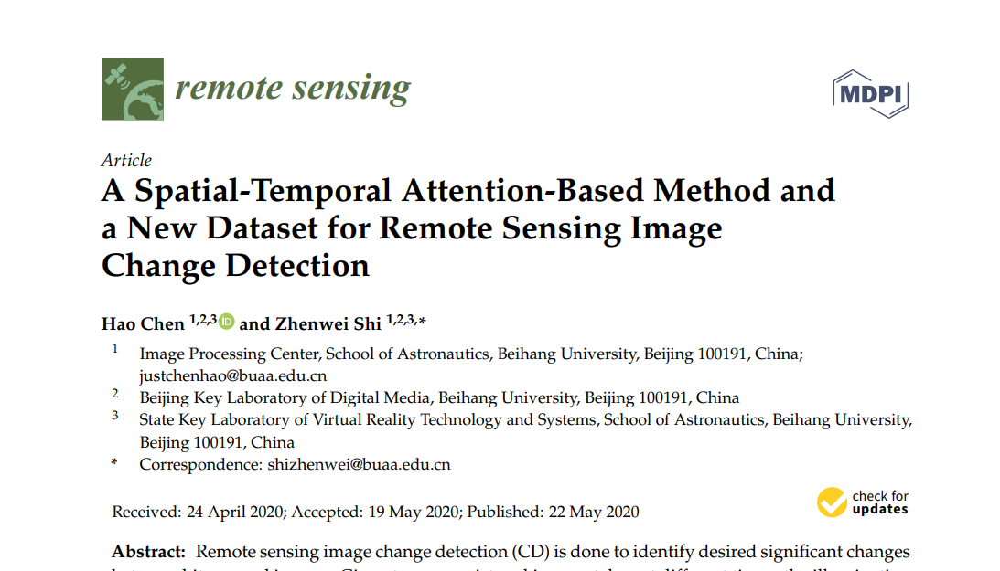 remote sensing
MDPI
Article
A Spatial-Temporal Attention-Based Method and
a New Dataset for Remote Sensing Image
Change Detection
Hao Chen 1,2,3 iD and Zhenwei Shi 1,2,3,*
1 Image Processing Center, School of Astronautics, Beihang University, Beijing 100191, China;
justchenhao@buaa.edu.cn
2 Beijing Key Laboratory of Digital Media, Beihang University, Beijing 100191, China
3 State Key Laboratory of Virtual Reality Technology and Systems, School of Astronautics, Beihang University,
Beijing 100191, China
* Correspondence: shizhenwei@buaa.edu.cn
Received: 24 April 2020; Accepted: 19 May 2020; Published: 22 May 2020
check for
updates
Abstract: Remote sensing image change detection (CD) is done to identify desired significant changes